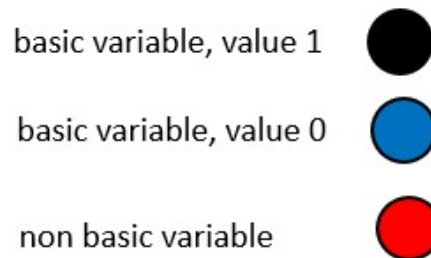 basic variable, value 1
basic variable, value 0
non basic variable